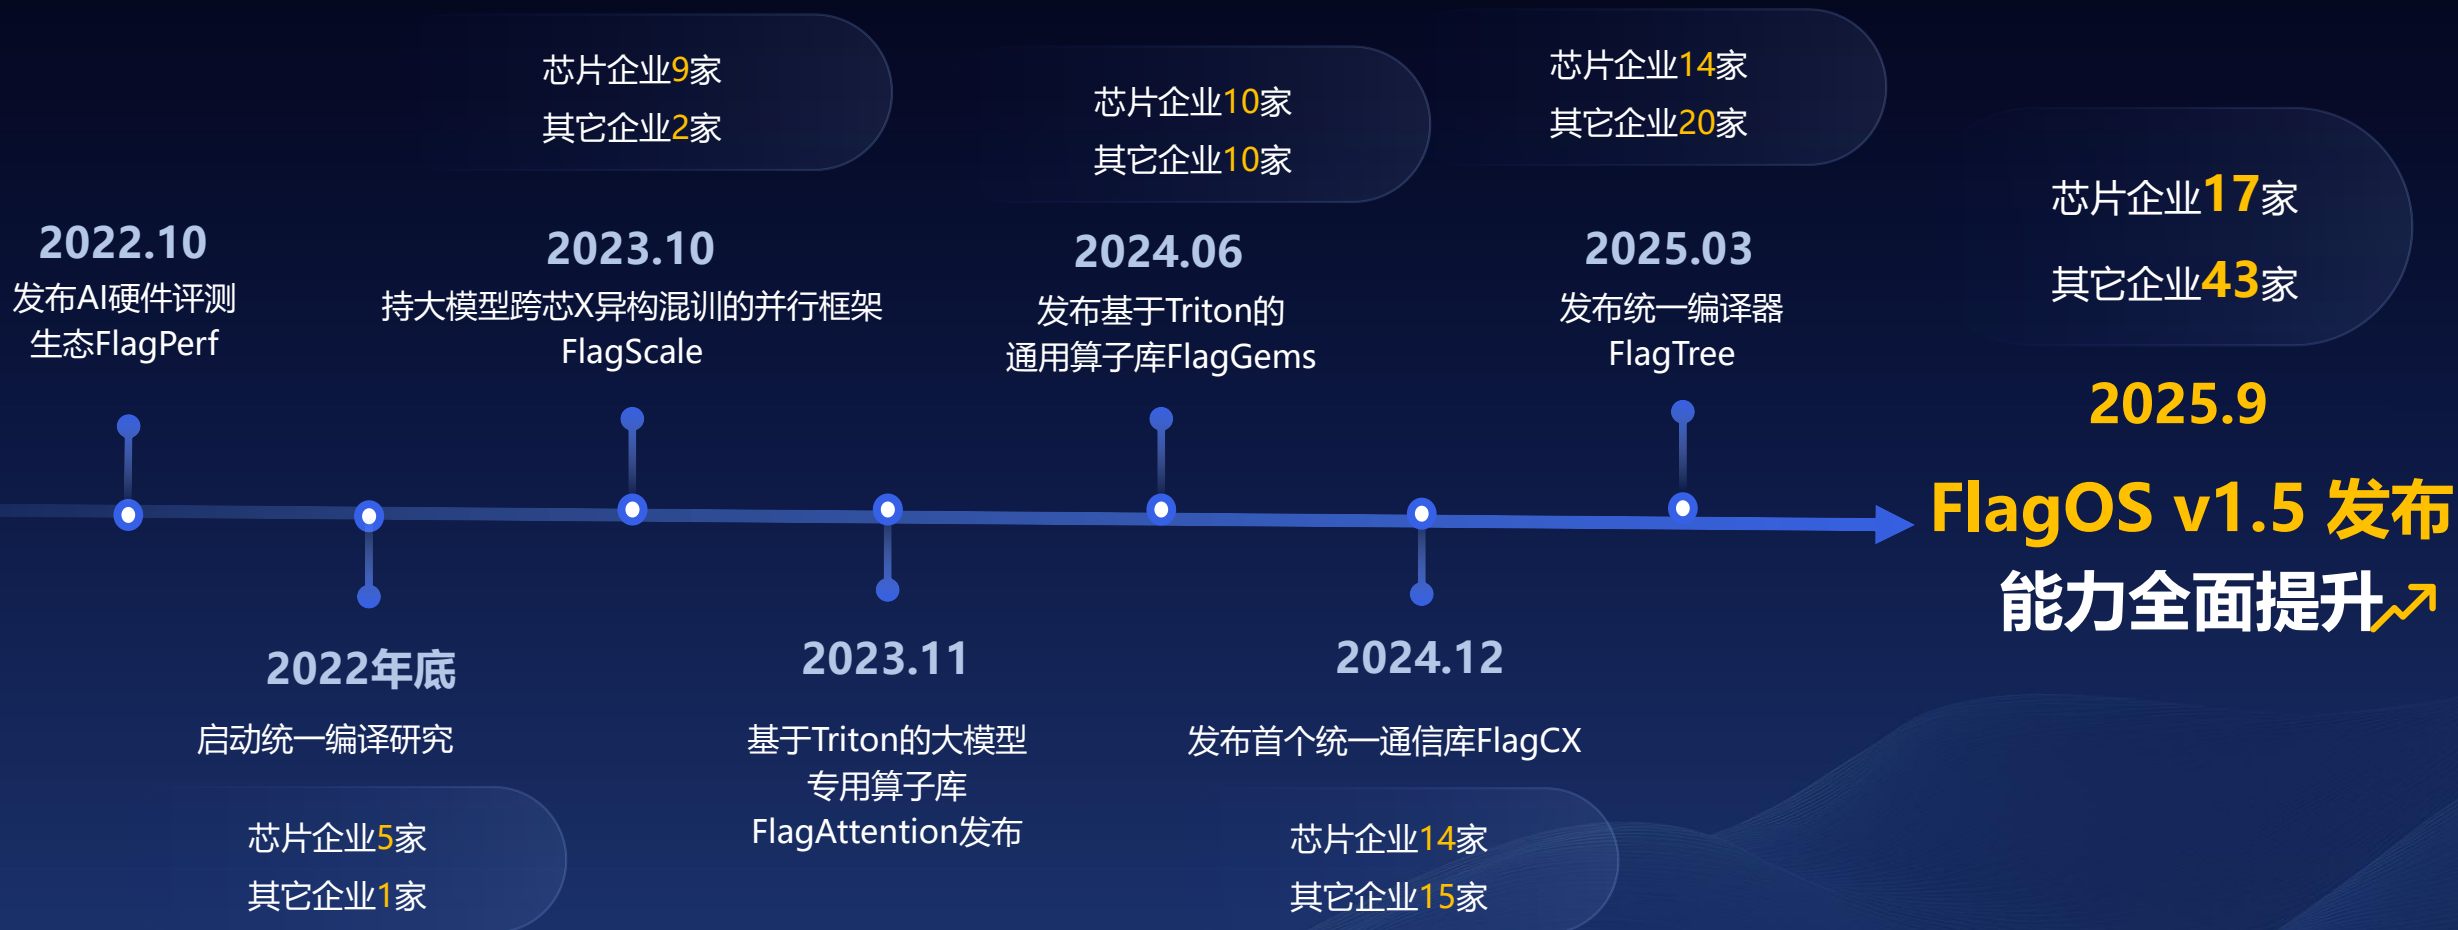 2022.10
发布AI硬件评测
生态FlagPerf
2022年底
启动统一编译研究
芯片企业5家
其它企业1家
芯片企业9家
其它企业2家
2023.10
持大模型跨芯X异构混训的并行框架
FlagScale
2023.11
基于Triton的大模型
专用算子库
FlagAttention发布
芯片企业10家
其它企业10家
2024.06
发布基于Triton的
通用算子库FlagGems
2024.12
发布首个统一通信库FlagCX
芯片企业14家
其它企业15家
芯片企业14家
其它企业20家
2025.03
发布统一编译器
FlagTree
芯片企业17家
其它企业43家
2025.9
FlagOS v1.5 发布
能力全面提升